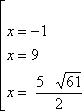 x = −1
x = 9
x = (5 √61)/2